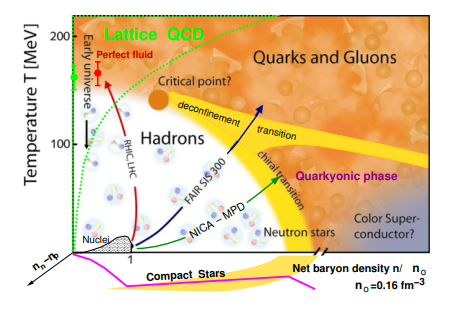 Lattice QCD
200
Temperature T [MeV]
Early universe
Perfect fluid
Quarks and Gluons
Critical point?
deconfinement
transition
100
Hadrons
RHIC, LHC
FAIR SIS 300
chiral transition
Quarkyonic phase
NICA – MPD
Color Super-
conductor?
Nuclei
Neutron stars
nn–np
1
Compact Stars
Net baryon density n/ n0
n0=0.16 fm−3